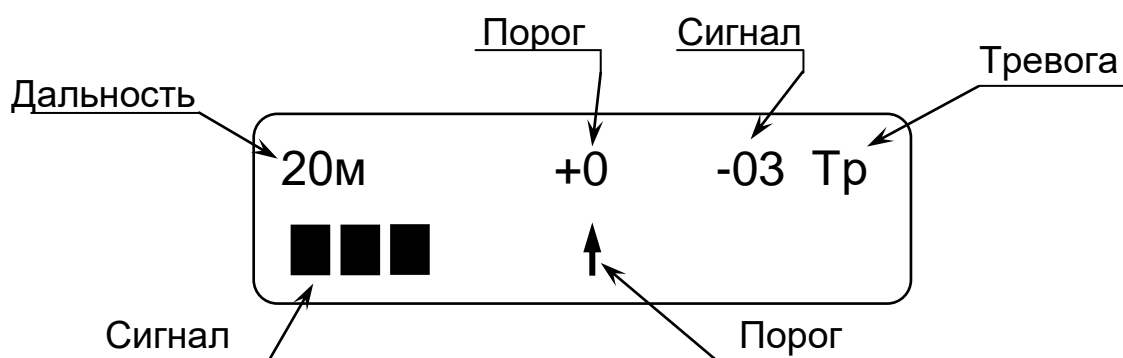 Порог Сигнал
Тревога
Дальность
20м +0 -03 Тр
Сигнал Порог